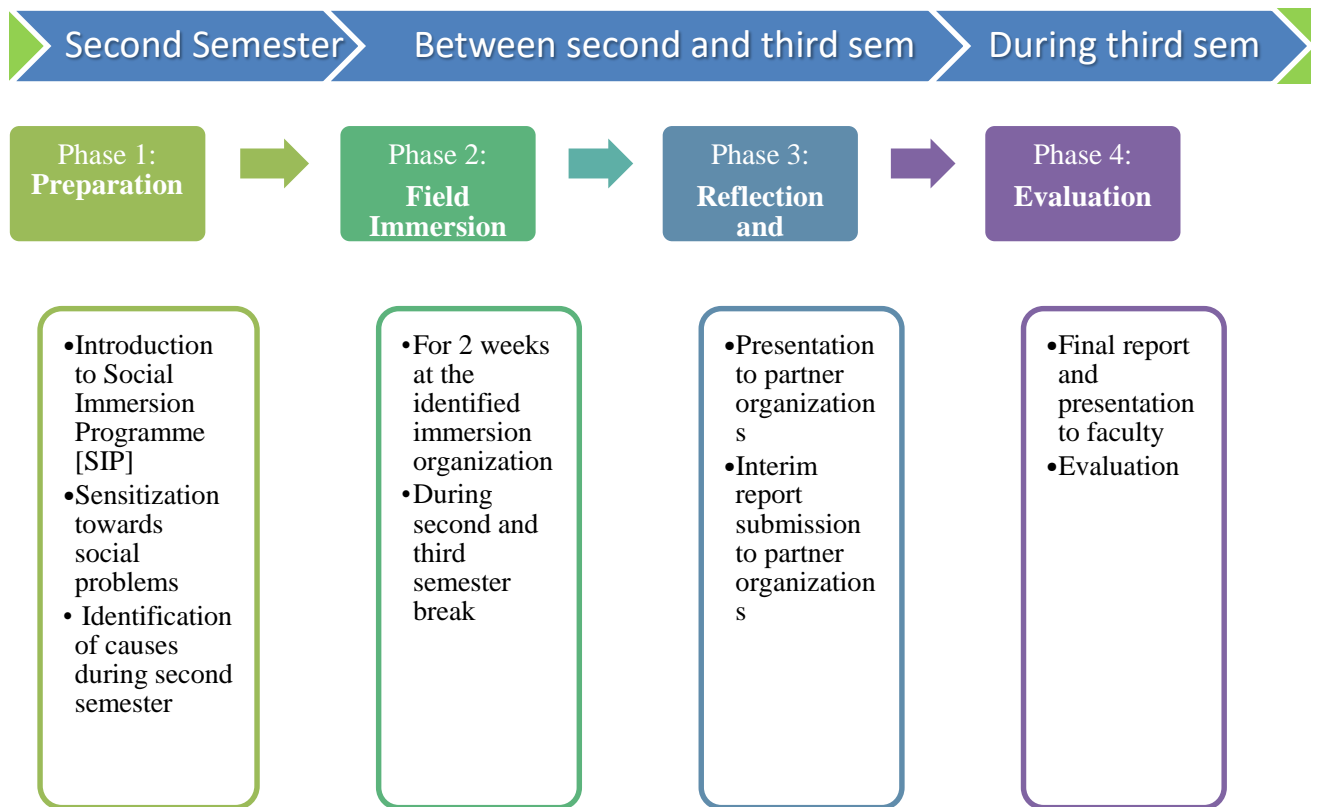 Second Semester
Between second and third sem
During third sem
Phase 1:
Preparation
Phase 2:
Field
Immersion
Phase 3:
Reflection
and
Phase 4:
Evaluation
•Introduction
to Social
Immersion
Programme
[SIP]
•Sensitization
towards
social
problems
• Identification
of causes
during second
semester
•For 2 weeks
at the
identified
immersion
organization
•During
second and
third
semester
break
•Presentation
to partner
organization
s
•Interim
report
submission
to partner
organization
s
•Final report
and
presentation
to faculty
•Evaluation